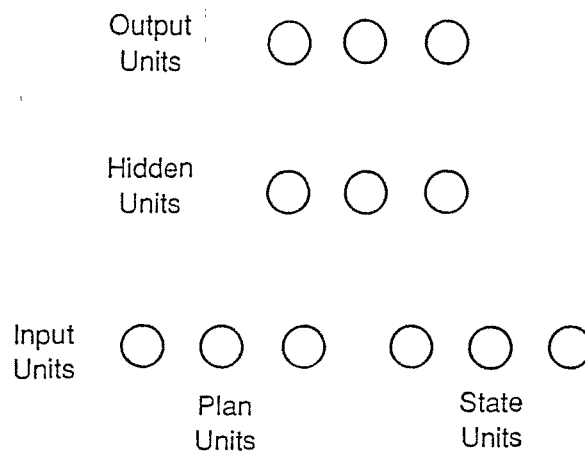 Output
Units
Hidden
Units
Input
Units
Plan
Units
State
Units